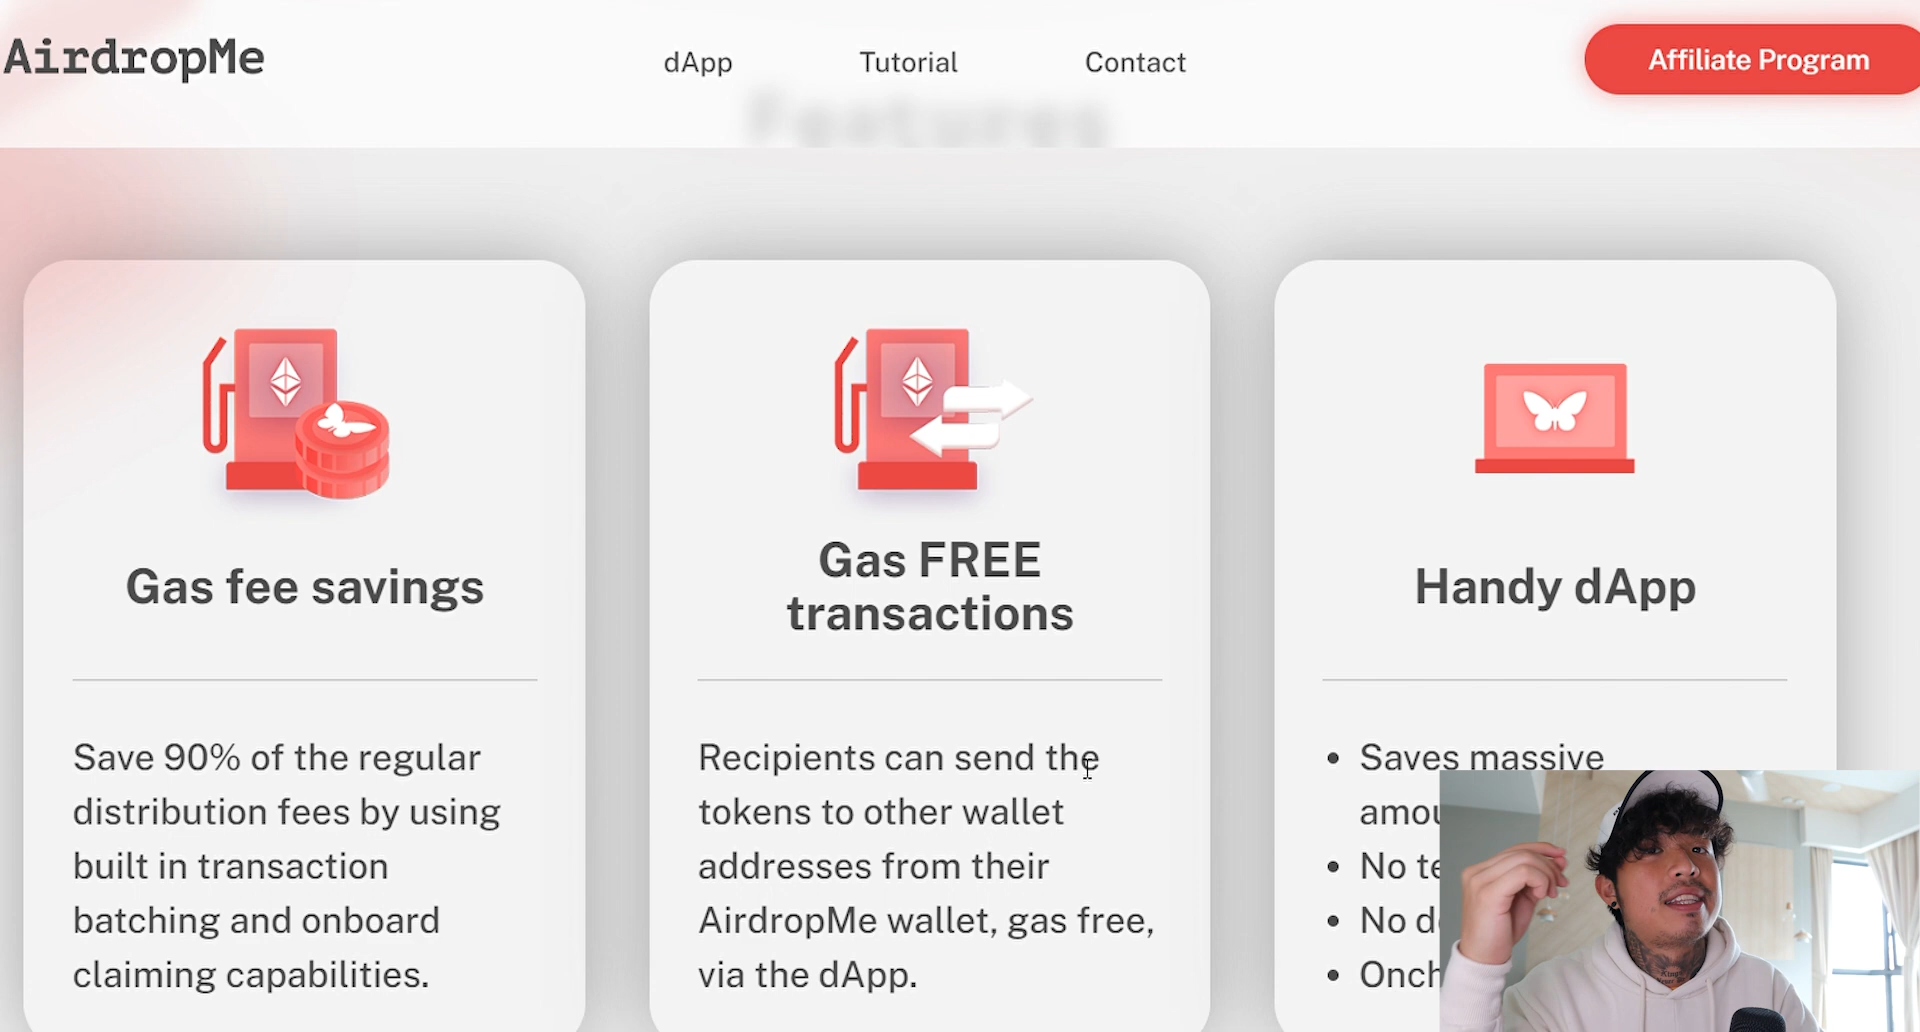 AirdropMe
dApp
Tutorial
Contact
Affiliate Program
Features
Gas fee savings
Save 90% of the regular
distribution fees by using
built in transaction
batching and onboard
claiming capabilities.
Gas FREE
transactions
Recipients can send the
tokens to other wallet
addresses from their
AirdropMe wallet, gas free,
via the dApp.
Handy dApp
Saves massive
No
No